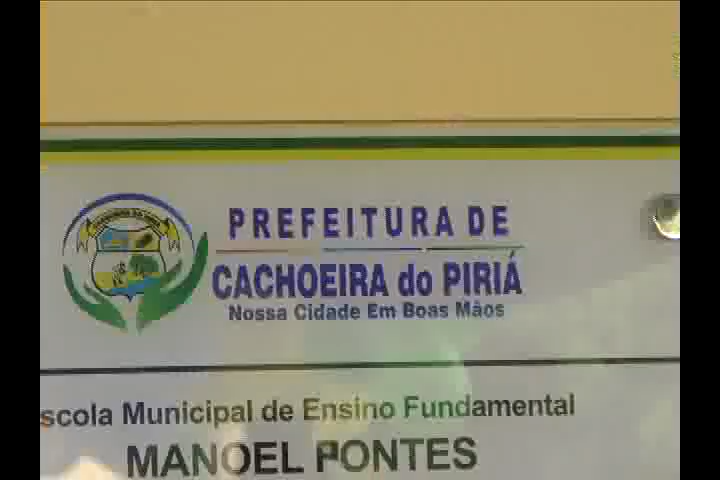 PREFEITURA DE
CACHOEIRA do PIRIÁ
Nossa Cidade Em Boas Mãos
scola Municipal de Ensino Fundamental
MANOEL PONTES